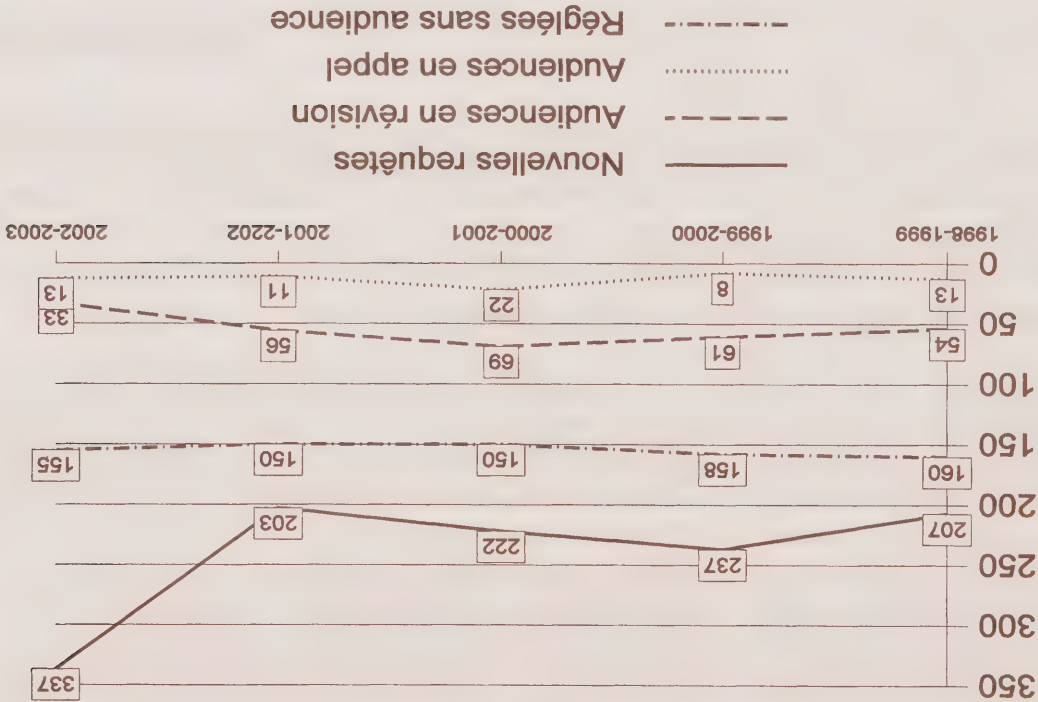 350 337
300
250 237
222
207 203
200
160 158 150 150 155
150
100
54 61 69 56
50 33
13 8 22 11 13
0
1998-1999 1999-2000 2000-2001 2001-2202 2002-2003
Nouvelles requêtes
Audiences en révision
Audiences en appel
Réglées sans audience